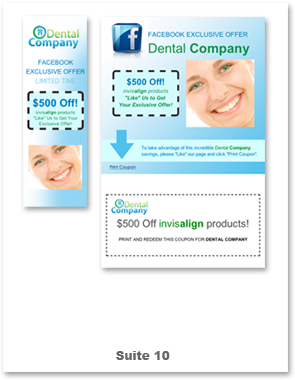 Dental
Company
FACEBOOK
EXCLUSIVE OFFER
LIMITED TIME
$500 Off!
invisalign products
"Like" Us to Get
Your Exclusive Offer!
FACEBOOK EXCLUSIVE OFFER
Dental Company
$500 Off!
invisalign products
"Like" Us to Get
Your Exclusive Offer!
To take advantage of this incredible Dental Company
savings, please "Like" our page and click "Print Coupon".
Print Coupon
Dental
Company
$500 Off invisalign products!
PRINT AND REDEEM THIS COUPON FOR DENTAL COMPANY
Suite 10